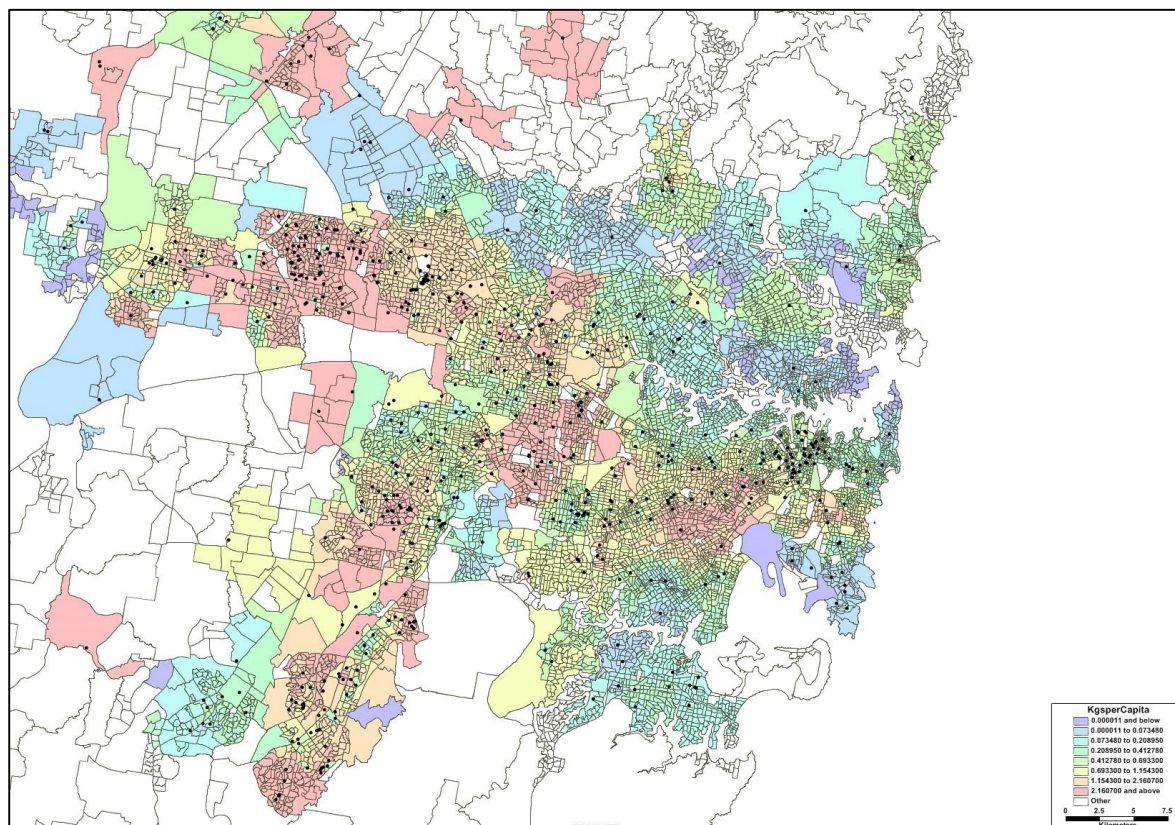 KgsperCapita
0.000011 and below
0.000011 to 0.073480
0.073480 to 0.208950
0.208950 to 0.412780
0.412780 to 0.693300
0.693300 to 1.154300
1.154300 to 2.160700
2.160700 and above
Other
0 2.5 5 7.5
Kilometers